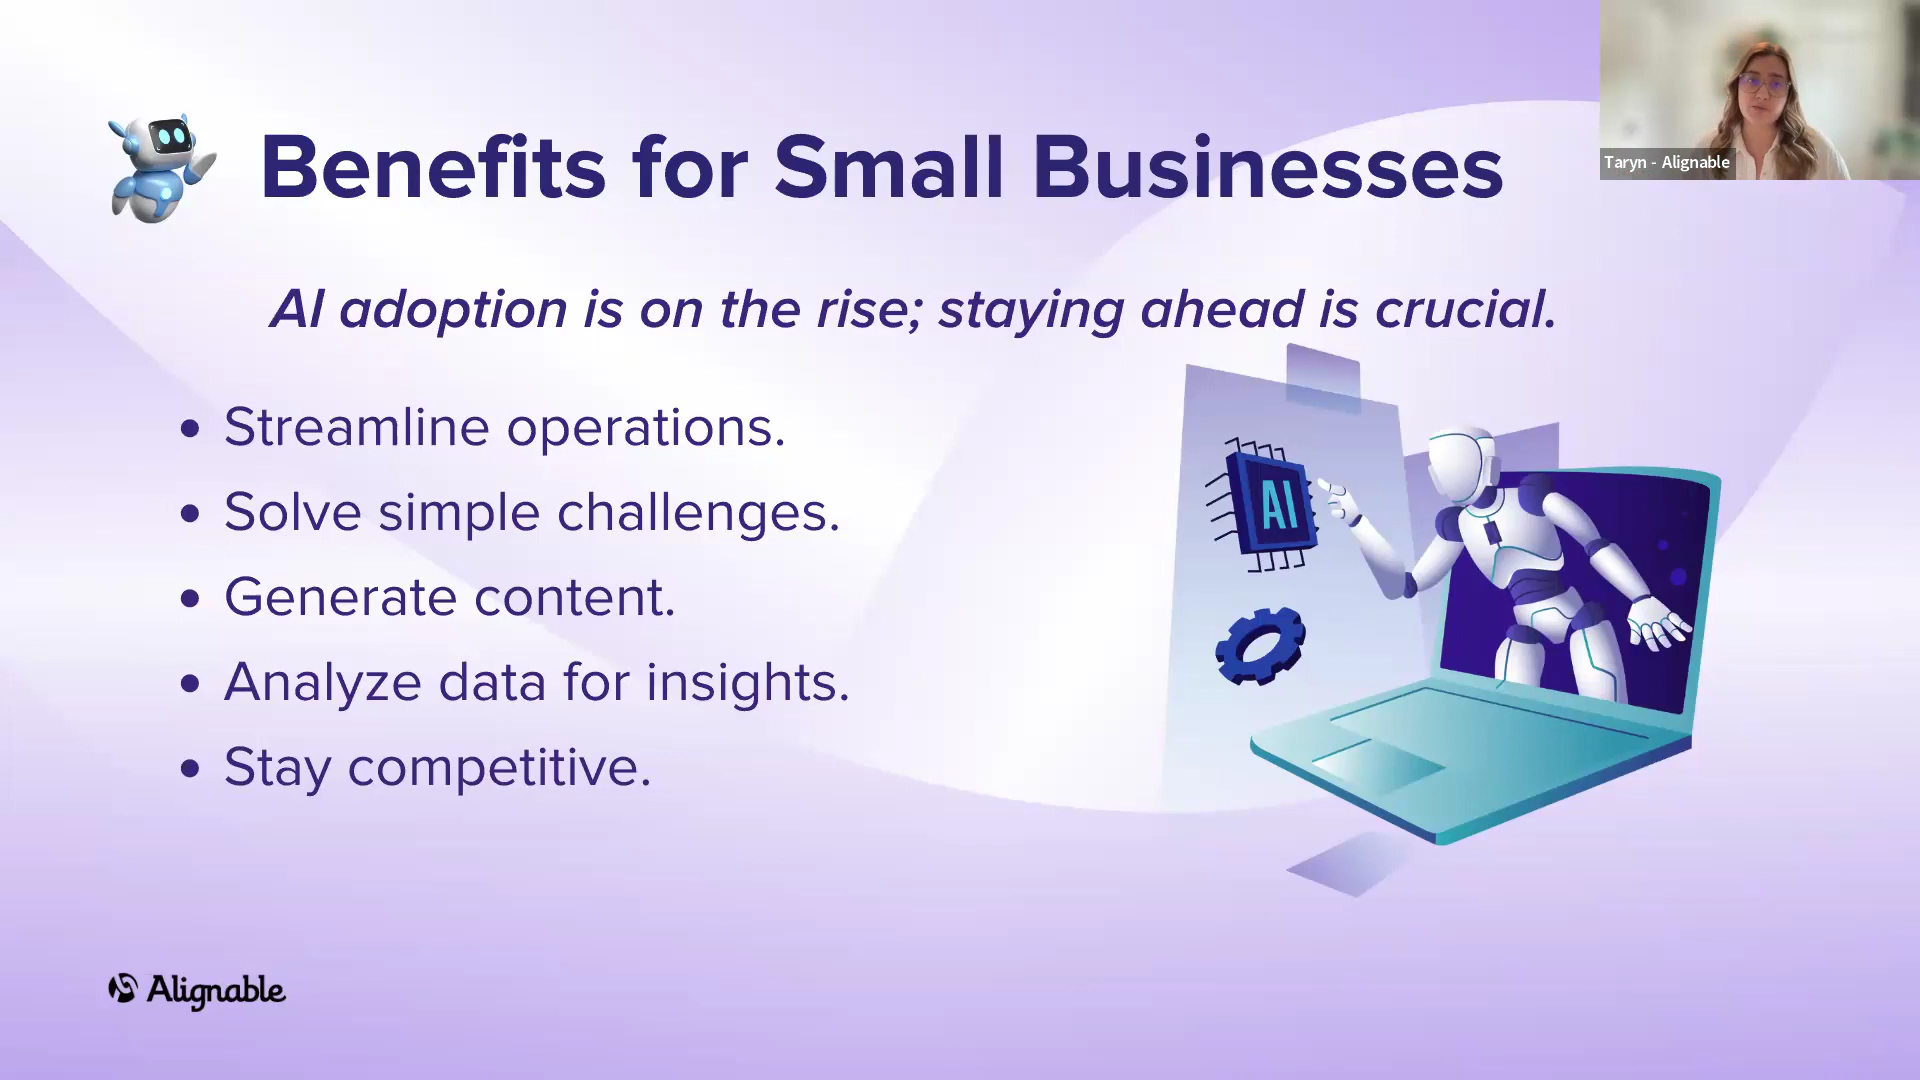 Taryn - Alignable
Benefits for Small Businesses
AI adoption is on the rise; staying ahead is crucial.
• Streamline operations.
• Solve simple challenges.
• Generate content.
• Analyze data for insights.
• Stay competitive.
AI
Alignable